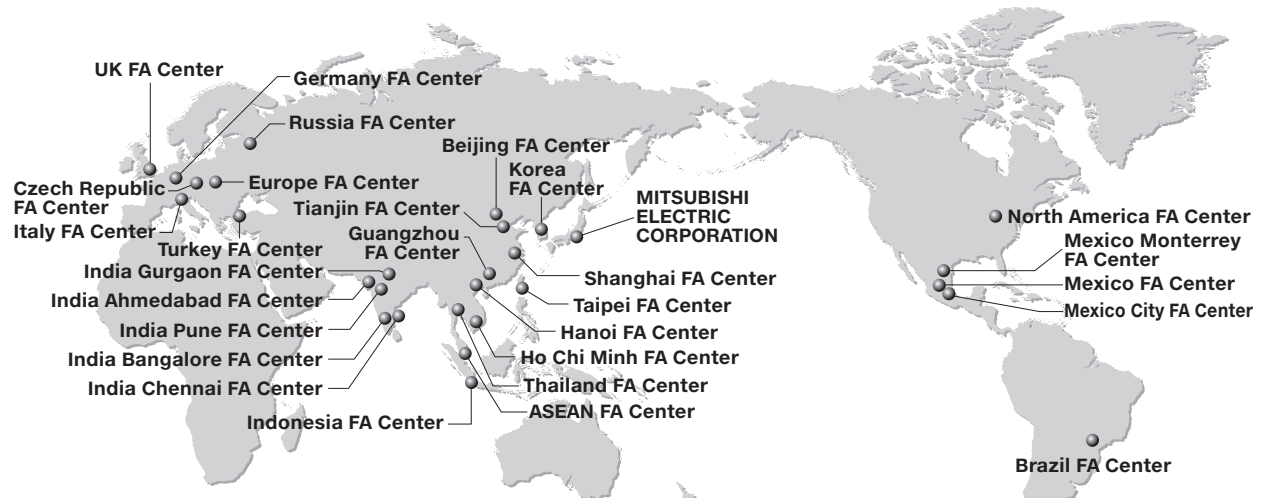 UK FA Center
Germany FA Center
Russia FA Center
Beijing FA Center
Korea
FA Center
Czech Republic
FA Center
Europe FA Center
MITSUBISHI
ELECTRIC
CORPORATION
Tianjin FA Center
Italy FA Center
North America FA Center
Turkey FA Center
Guangzhou
FA Center
Mexico Monterrey
FA Center
India Gurgaon FA Center
Shanghai FA Center
Mexico FA Center
India Ahmedabad FA Center
Taipei FA Center
Mexico City FA Center
India Pune FA Center
Hanoi FA Center
India Bangalore FA Center
Ho Chi Minh FA Center
India Chennai FA Center
Thailand FA Center
ASEAN FA Center
Indonesia FA Center
Brazil FA Center